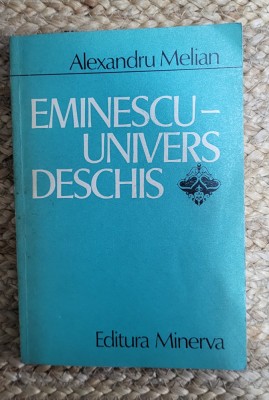 Alexandru Melian
EMINESCU–
UNIVERS
DESCHIS
Editura Minerva